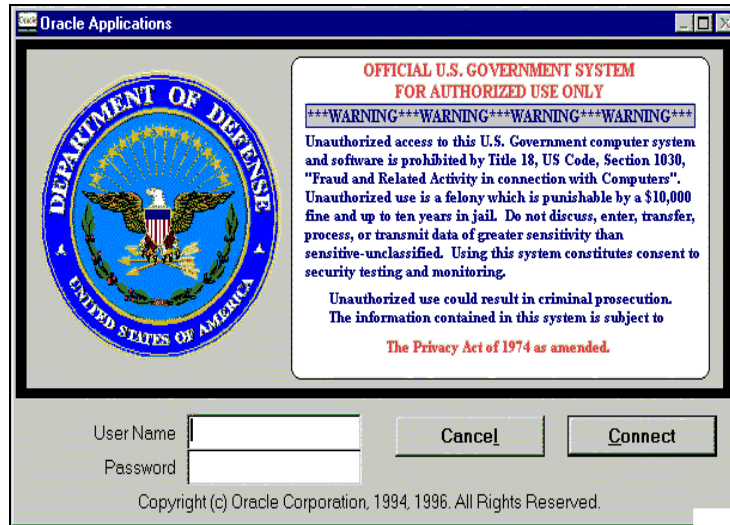 Oracle Applications
DEPARTMENT OF DEFENSE
UNITED STATES OF AMERICA
OFFICIAL U.S. GOVERNMENT SYSTEM
FOR AUTHORIZED USE ONLY
***WARNING***WARNING***WARNING***WARNING***
Unauthorized access to this U.S. Government computer system
and software is prohibited by Title 18, US Code, Section 1030,
"Fraud and Related Activity in connection with Computers".
Unauthorized use is a felony which is punishable by a $10,000
fine and up to ten years in jail. Do not discuss, enter, transfer,
process, or transmit data of greater sensitivity than
sensitive-unclassified. Using this system constitutes consent to
security testing and monitoring.
Unauthorized use could result in criminal prosecution.
The information contained in this system is subject to
The Privacy Act of 1974 as amended.
User Name
Cancel
Connect
Password
Copyright (c) Oracle Corporation, 1994, 1996. All Rights Reserved.